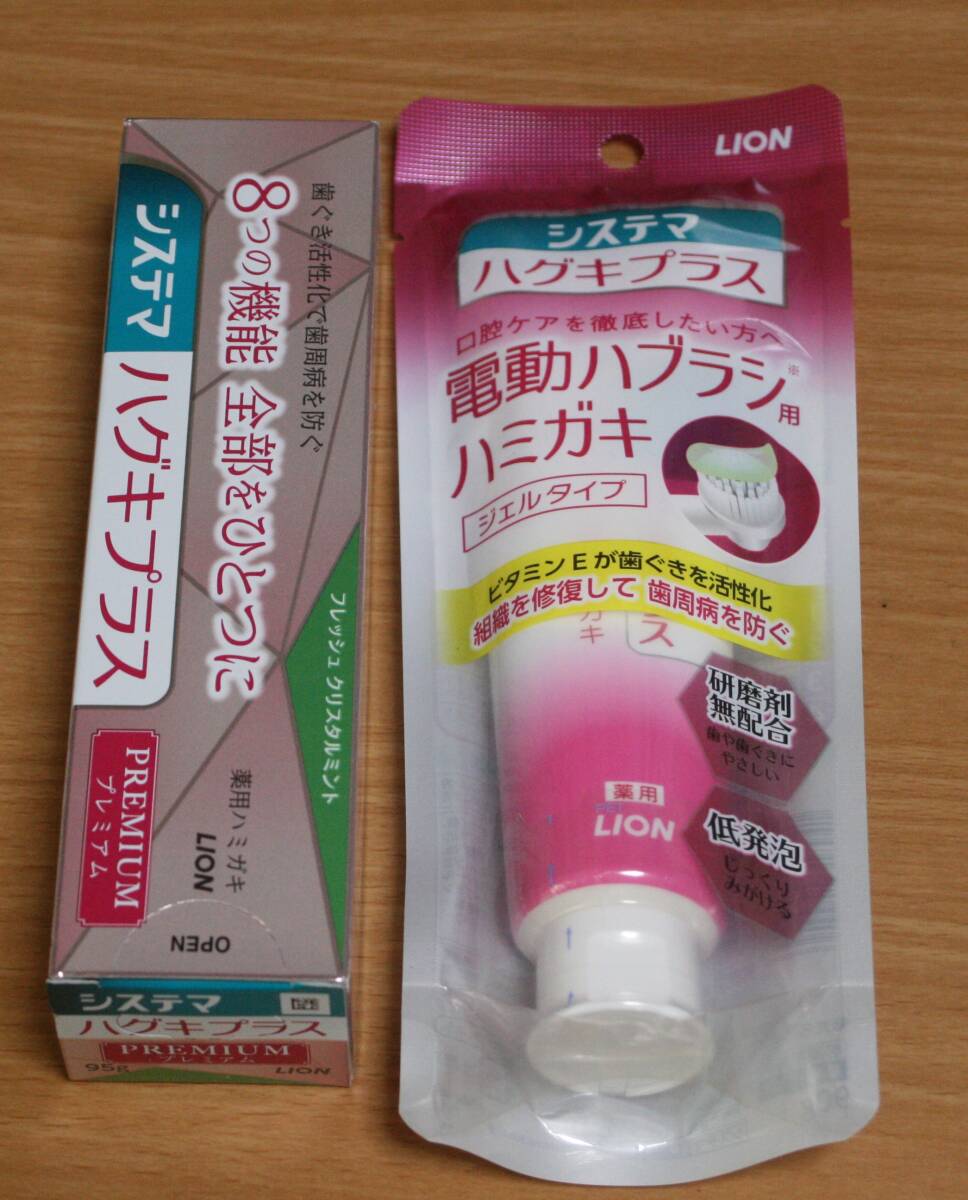 システマ
ハグキプラス
PREMIUM
プレミアム
歯ぐき活性化で歯周病を防ぐ
8つの機能 全部をひとつに
フレッシュ クリスタルミント
薬用ハミガキ
LION
OPEN
システマ
ハグキプラス
PREMIUM
プレミアム
95g
LION
LION
システマ
ハグキプラス
口腔ケアを徹底したい方へ
電動ハブラシ※用
ハミガキ
ジェルタイプ
ビタミンEが歯ぐきを活性化
組織を修復して 歯周病を防ぐ
ガキ
ス
研磨剤
無配合
歯や歯ぐきに
やさしい
薬用
LION
低発泡
じっくり
みがける